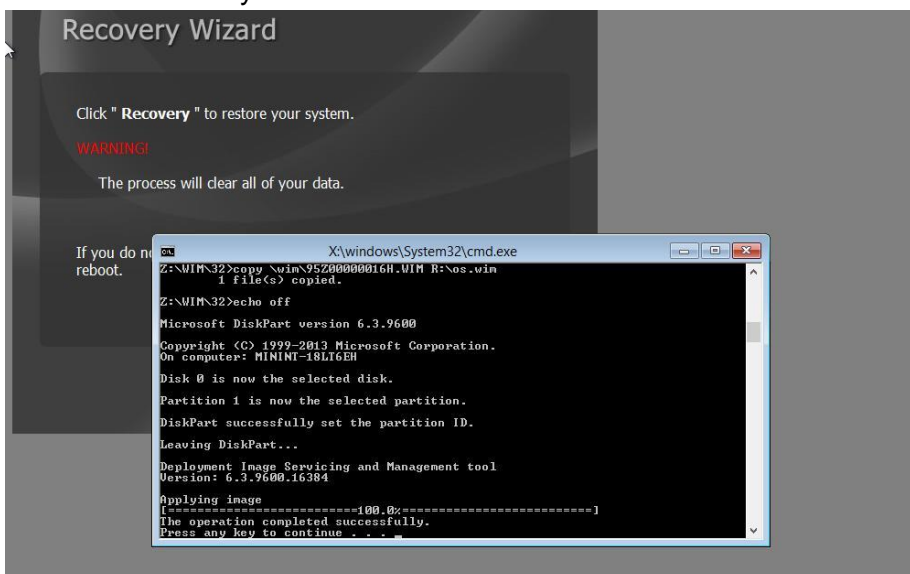 Recovery Wizard
Click " Recovery " to restore your system.
WARNING!
The process will clear all of your data.
If you do
reboot.
X:\windows\System32\cmd.exe
Z:\WIM\32>copy \wim\95Z00000016H.WIM R:\os.wim
1 file(s) copied.
Z:\WIM\32>echo off
Microsoft DiskPart version 6.3.9600
Copyright (C) 1999-2013 Microsoft Corporation.
On computer: MININT-18LT6EH
Disk 0 is now the selected disk.
Partition 1 is now the selected partition.
DiskPart successfully set the partition ID.
Leaving DiskPart...
Deployment Image Servicing and Management tool
Version: 6.3.9600.16384
Applying image
[==========================100.0%==========================]
The operation completed successfully.
Press any key to continue . . . _